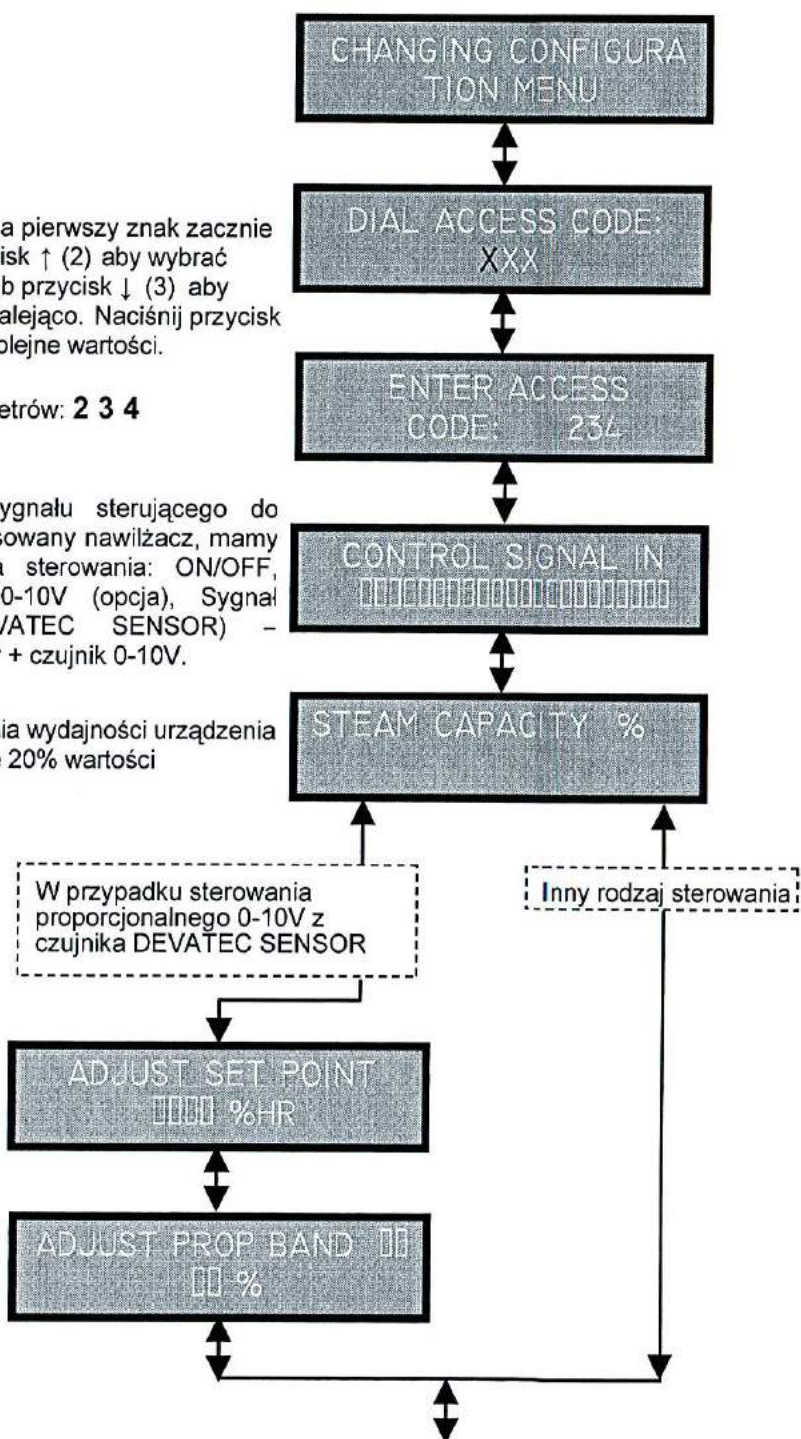 CHANGING CONFIGURA
TION MENU
a pierwszy znak zacznie
isk ↑ (2) aby wybrać
b przycisk ↓ (3) aby
alejąco. Naciśnij przycisk
olejne wartości.
DIAL ACCESS CODE:
XXX
etrów: 2 3 4
ENTER ACCESS
CODE: 234
ygnału sterującego do
sowany nawilżacz, mamy
a sterowania: ON/OFF,
0-10V (opcja), Sygnał
VATEC SENSOR) –
+ czujnik 0-10V.
CONTROL SIGNAL IN
nia wydajności urządzenia
e 20% wartości
STEAM CAPACITY %
W przypadku sterowania
proporcjonalnego 0-10V z
czujnika DEVATEC SENSOR
Inny rodzaj sterowania
ADJUST SET POINT
%HR
ADJUST PROP BAND
%